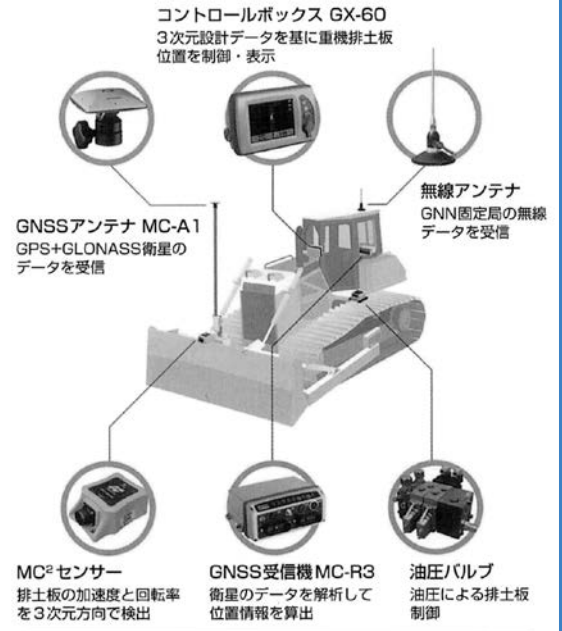 コントロールボックス GX-60
3次元設計データを基に重機排土板
位置を制御・表示
無線アンテナ
GNN固定局の無線
データを受信
GNSSアンテナ MC-A1
GPS+GLONASS衛星の
データを受信
MC²センサー
排土板の加速度と回転率
を3次元方向で検出
GNSS受信機MC-R3
衛星のデータを解析して
位置情報を算出
油圧バルブ
油圧による排土板
制御